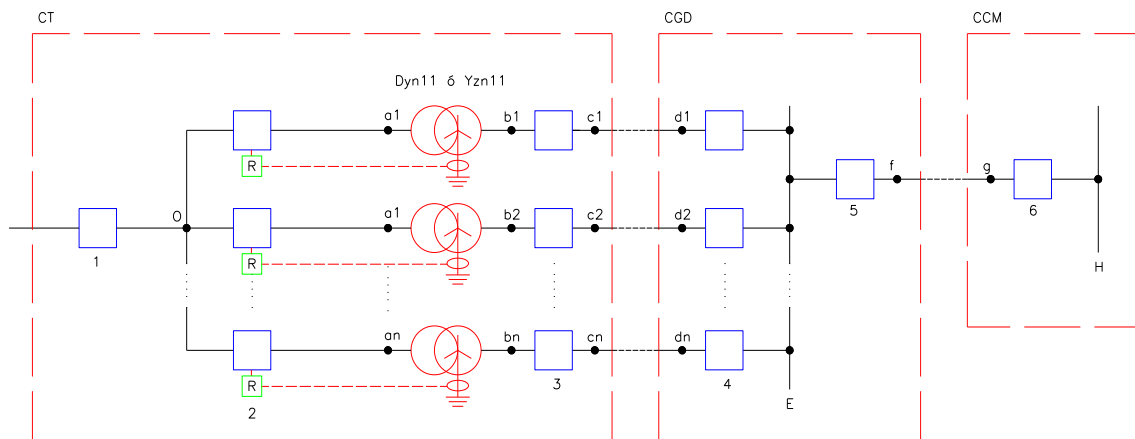 CT
CGD
CCM
Dyn11 ó Yzn11
a1
b1
c1
d1
R
f
g
5
6
O
a1
b2
c2
d2
1
R
H
an
bn
cn
dn
R
3
4
2
E